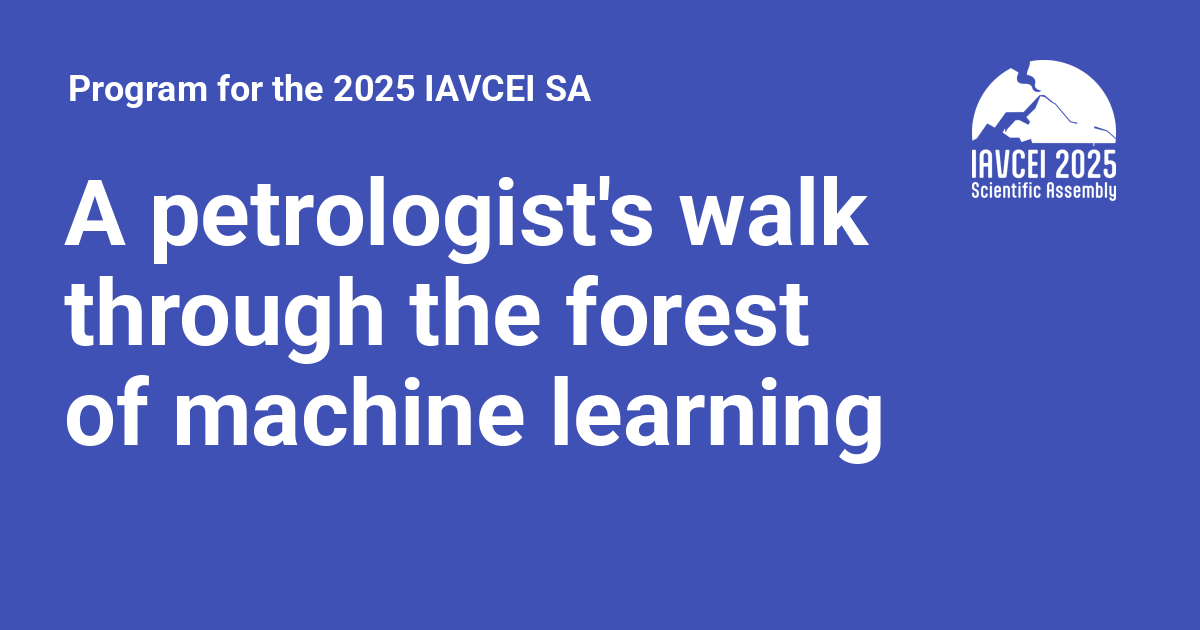 Program for the 2025 IAVCEI SA
IAVCEI 2025
Scientific Assembly
A petrologist's walk
through the forest
of machine learning